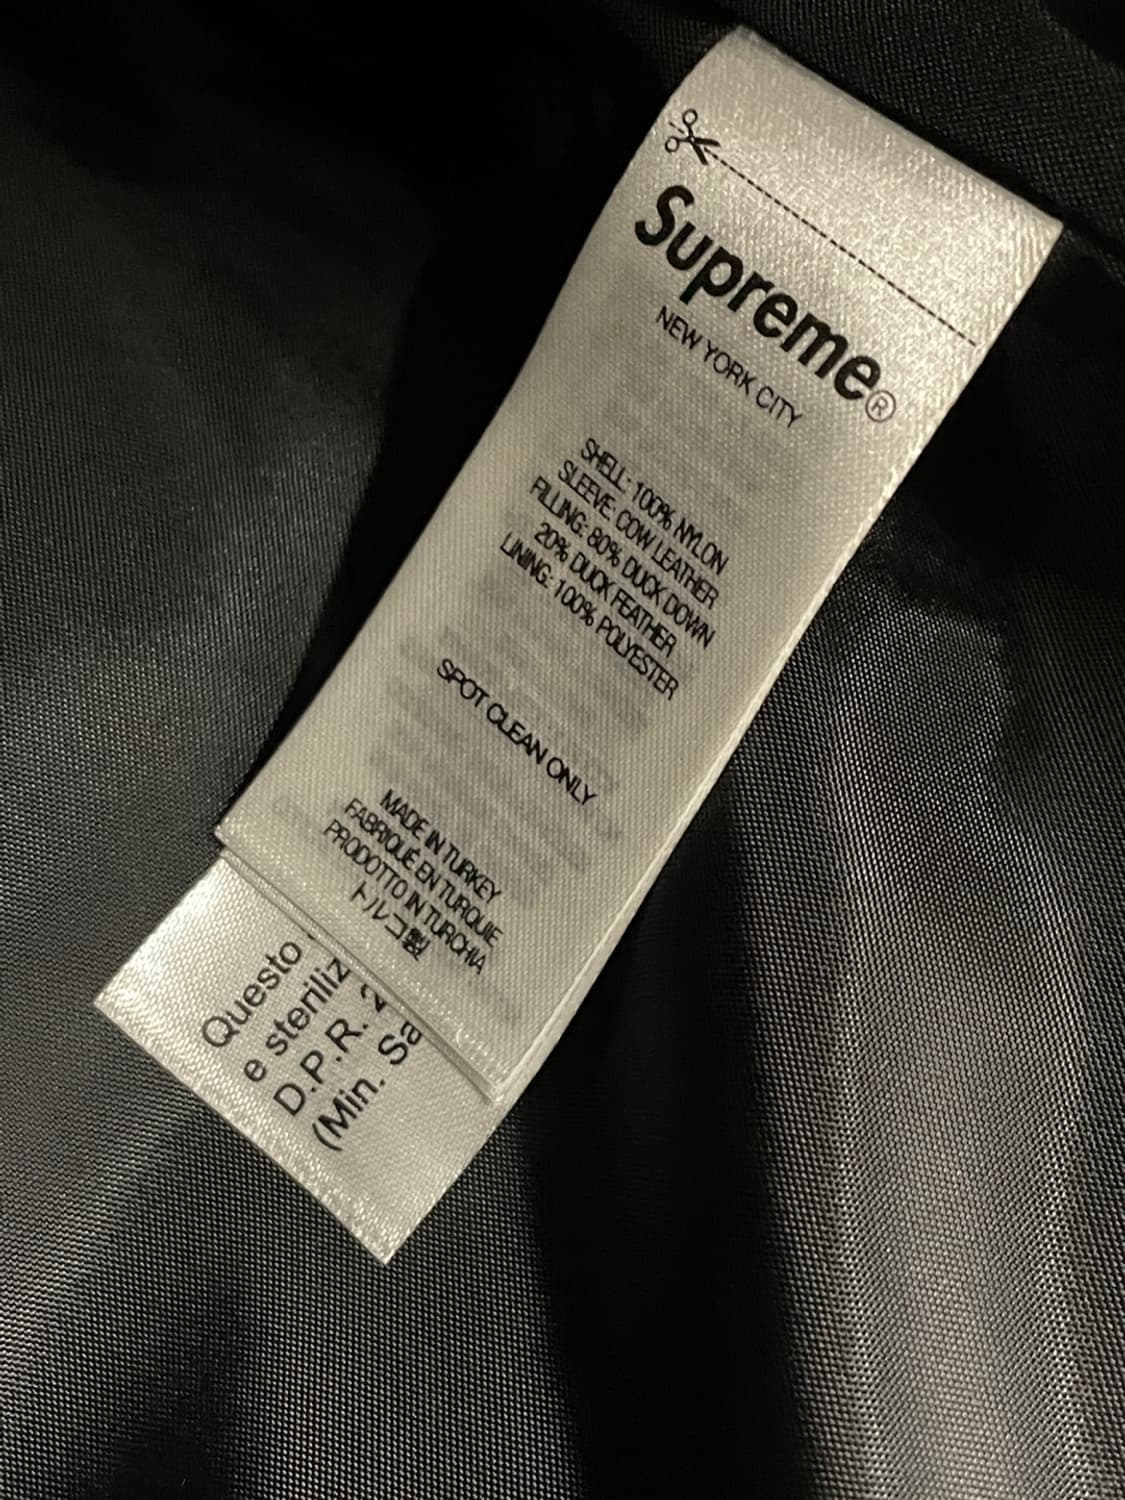 Supreme®
NEW YORK CITY
SHELL: 100% NYLON
SLEEVE: COW LEATHER
FILLING: 80% DUCK DOWN
20% DUCK FEATHER
LINING: 100% POLYESTER
SPOT CLEAN ONLY
MADE IN TURKEY
FABRIQUÉ EN TURQUIE
PRODOTTO IN TURCHIA
トルコ製
Questo
e steriliz
D.P.R. 2
(Min. Sa